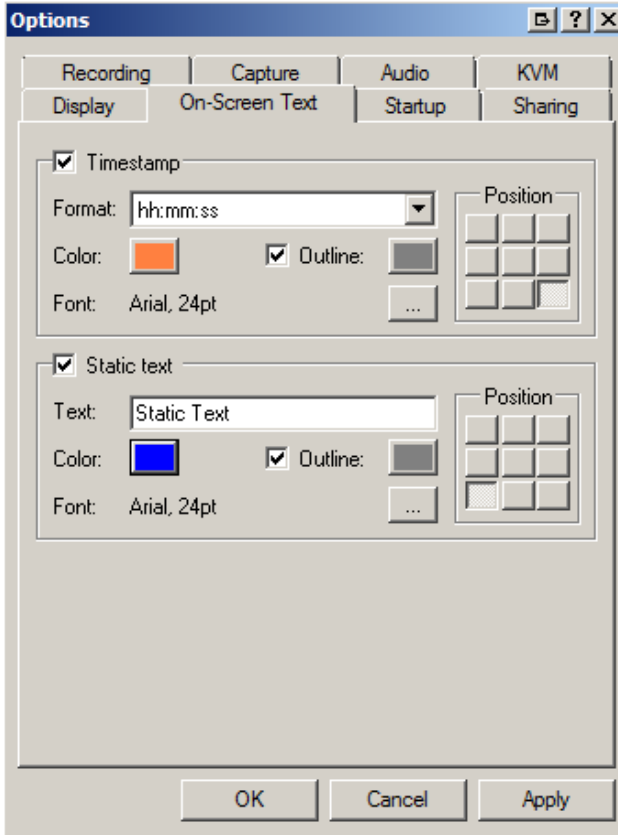 Options
Recording Capture Audio KVM
Display On-Screen Text Startup Sharing
Timestamp
Position
Format: hh:mm:ss
Color: Outline:
Font: Arial, 24pt ...
Static text
Position
Text: Static Text
Color: Outline:
Font: Arial, 24pt ...
OK Cancel Apply